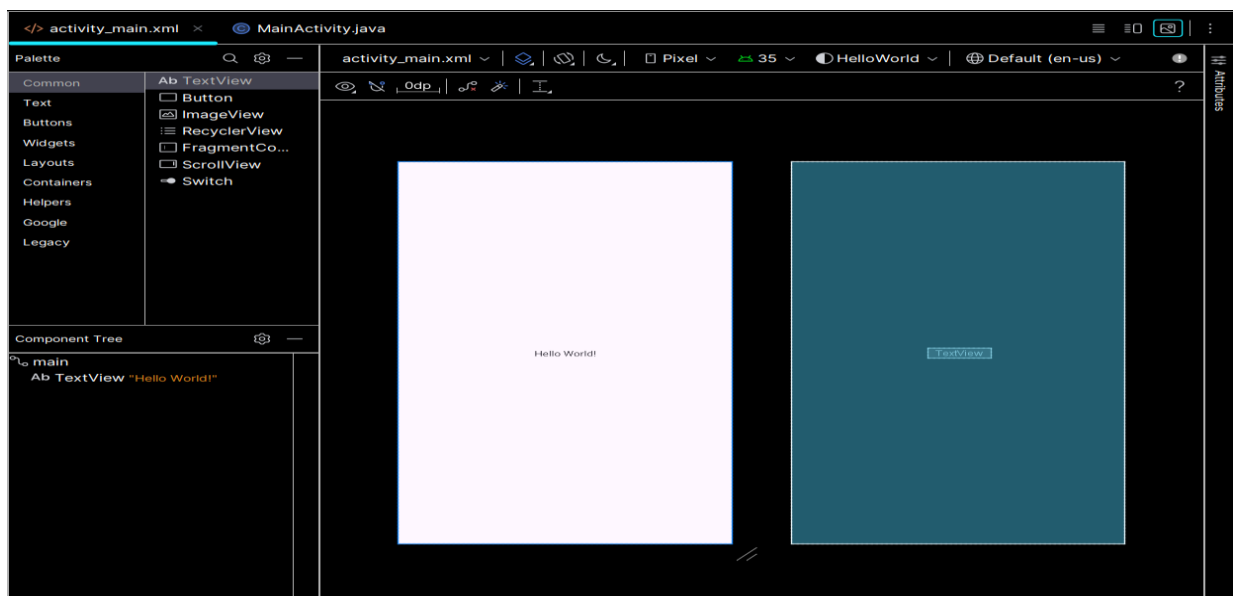 </> activity_main.xml × © MainActivity.java
Palette
activity_main.xml Pixel 35 HelloWorld Default (en-us)
Common
Text
Buttons
Widgets
Layouts
Containers
Helpers
Google
Legacy
Ab TextView
Button
ImageView
RecyclerView
FragmentCo...
ScrollView
Switch
0dp ?
Attributes
Hello World!
TextView
Component Tree
main
Ab TextView "Hello World!"